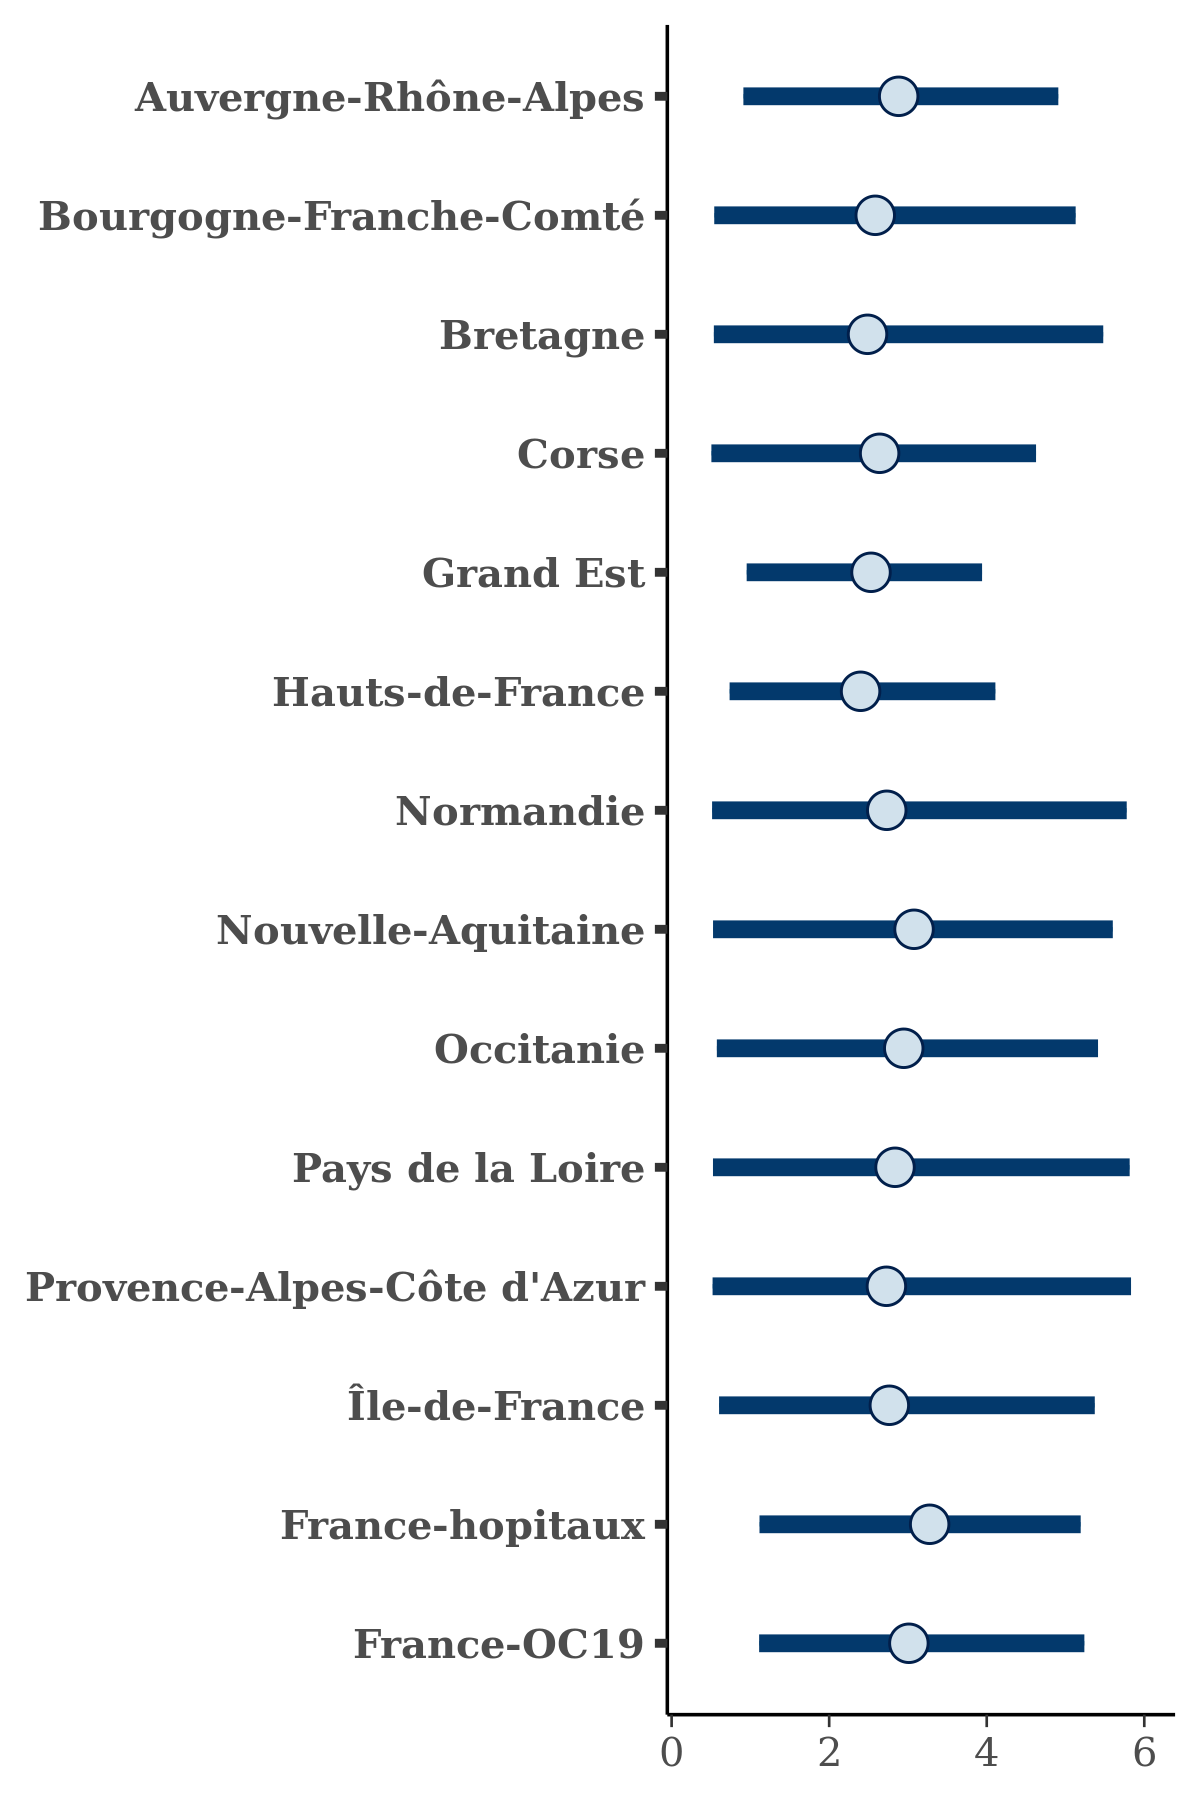 Auvergne-Rhône-Alpes
Bourgogne-Franche-Comté
Bretagne
Corse
Grand Est
Hauts-de-France
Normandie
Nouvelle-Aquitaine
Occitanie
Pays de la Loire
Provence-Alpes-Côte d'Azur
Île-de-France
France-hopitaux
France-OC19
0 2 4 6